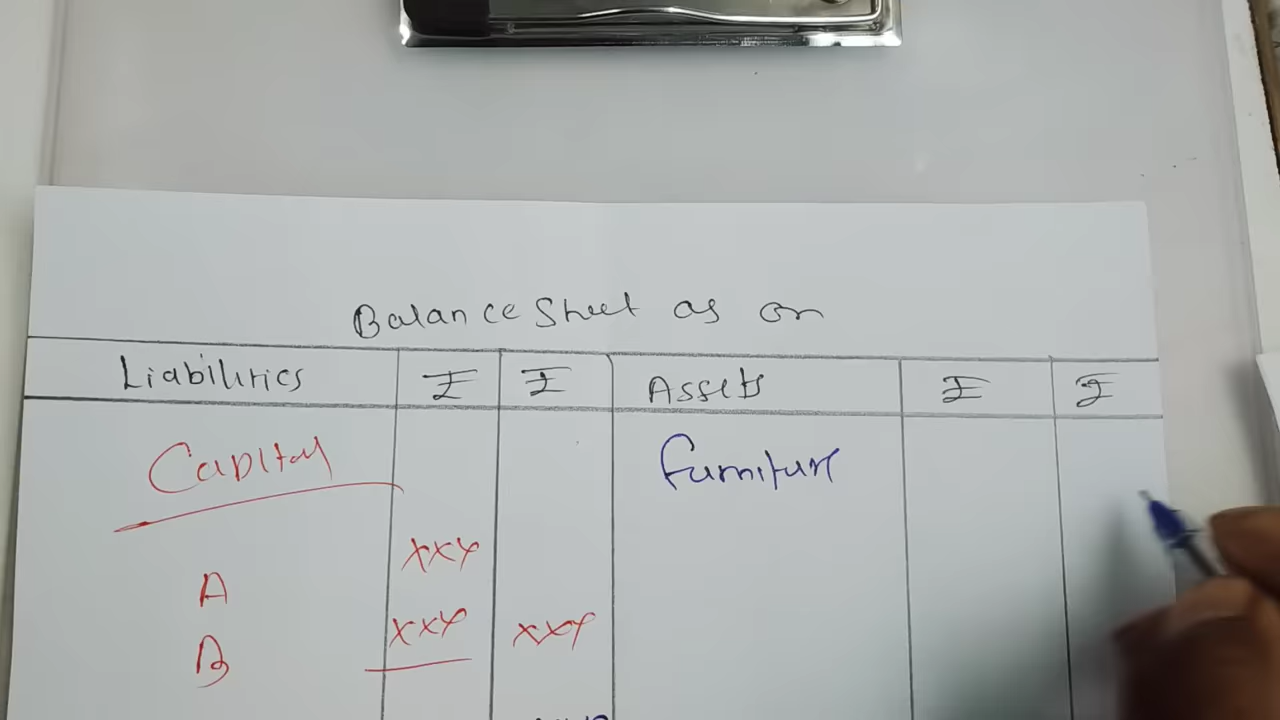 Balance Sheet as on
Liabilities ₹ ₹ Assets ₹ ₹
Capital Furniture
A xxx
B xxx xxx